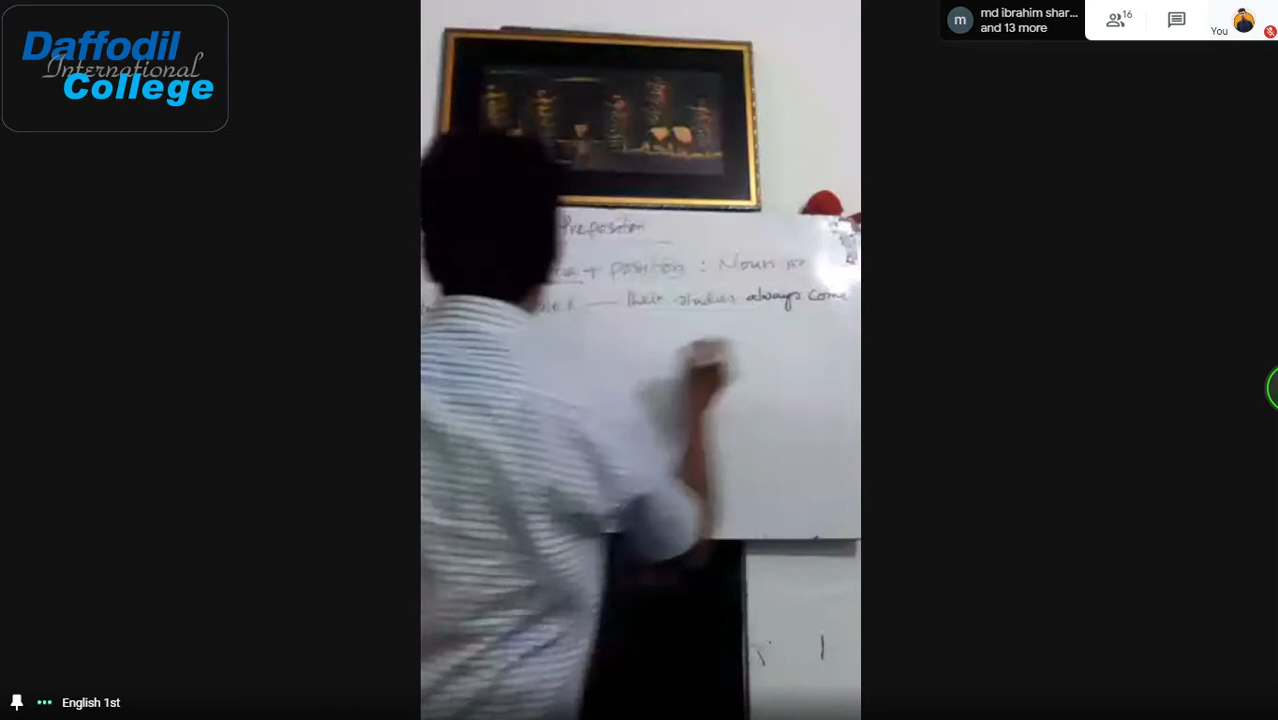 Daffodil
International
College
md ibrahim shar...
and 13 more
16
You
Preposition
+ position : Noun
their studies always come
English 1st